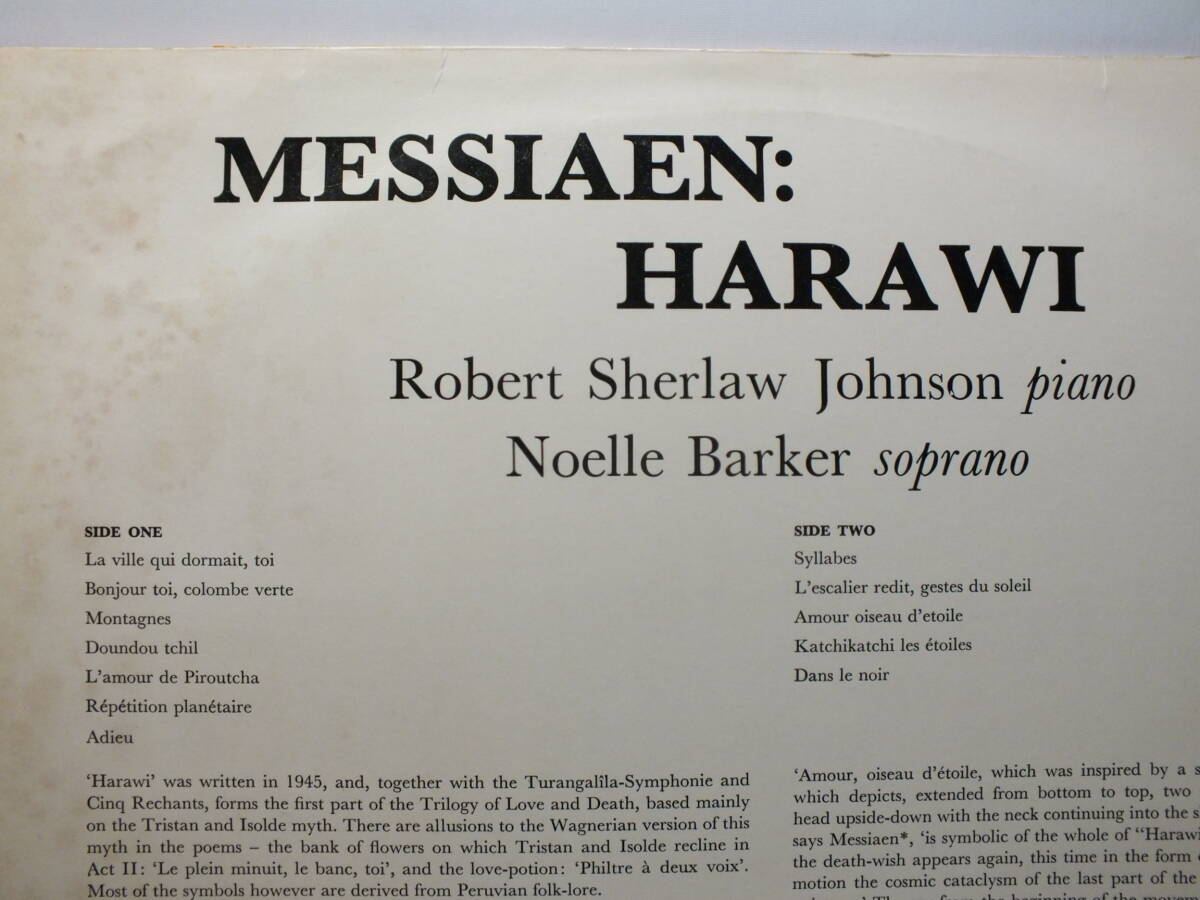 MESSIAEN:
HARAWI
Robert Sherlaw Johnson piano
Noelle Barker soprano
SIDE ONE
La ville qui dormait, toi
Bonjour toi, colombe verte
Montagnes
Doundou tchil
L'amour de Piroutcha
Répétition planétaire
Adieu
SIDE TWO
Syllabes
L'escalier redit, gestes du soleil
Amour oiseau d'etoile
Katchikatchi les étoiles
Dans le noir
'Harawi' was written in 1945, and, together with the Turangalîla-Symphonie and
Cinq Rechants, forms the first part of the Trilogy of Love and Death, based mainly
on the Tristan and Isolde myth. There are allusions to the Wagnerian version of this
myth in the poems – the bank of flowers on which Tristan and Isolde recline in
Act II: 'Le plein minuit, le banc, toi', and the love-potion: 'Philtre à deux voix'.
Most of the symbols however are derived from Peruvian folk-lore.
'Amour, oiseau d'étoile, which was inspired by a
which depicts, extended from bottom to top, two
head upside-down with the neck continuing into the
says Messiaen*, 'is symbolic of the whole of "Harawi
the death-wish appears again, this time in the form
motion the cosmic cataclysm of the last part of the